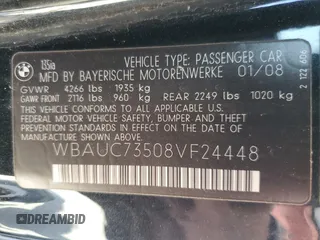 BMW
135ia
VEHICLE TYPE: PASSENGER CAR
MFD BY BAYERISCHE MOTORENWERKE 01/08
GVWR 4266 lbs 1935 kg
GAWR FRONT 2116 lbs 960 kg REAR 2249 lbs 1020 kg
THIS VEHICLE CONFORMS TO ALL APPLICABLE U.S.
FEDERAL MOTOR VEHICLE SAFETY, BUMPER AND THEFT
PREVENTION STANDARDS IN EFFECT ON THE DATE OF
MANUFACTURE SHOWN ABOVE.
WBAUC73508VF24448
2 122 606
DREAMBID